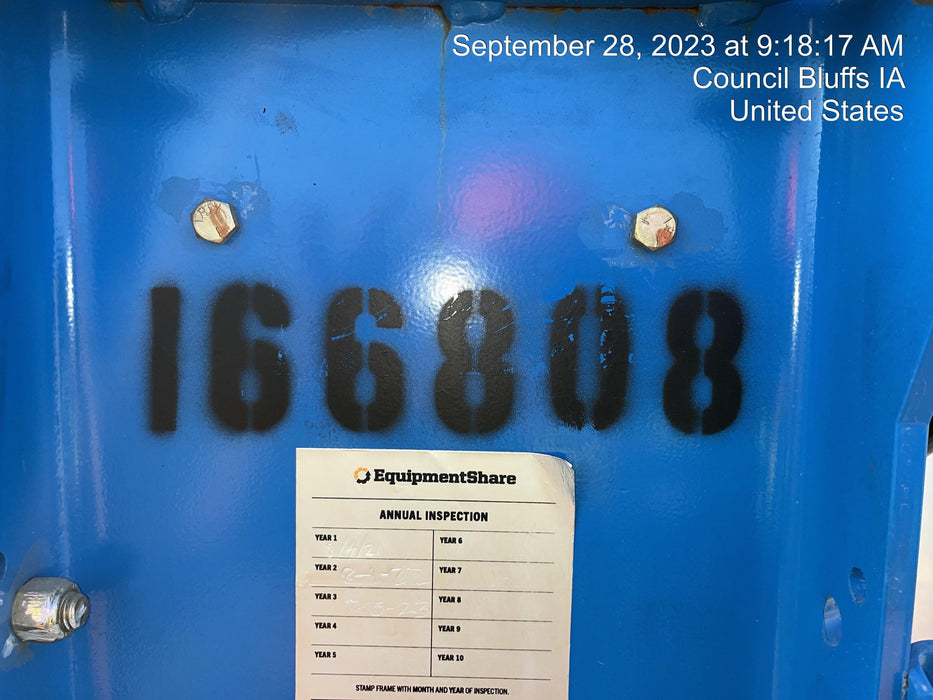 September 28, 2023 at 9:18:17 AM
Council Bluffs IA
United States
166808
EquipmentShare
ANNUAL INSPECTION
YEAR 1
YEAR 6
YEAR 2
YEAR 7
YEAR 3
YEAR 8
YEAR 4
YEAR 9
YEAR 5
YEAR 10
STAMP FRAME WITH MONTH AND YEAR OF INSPECTION.